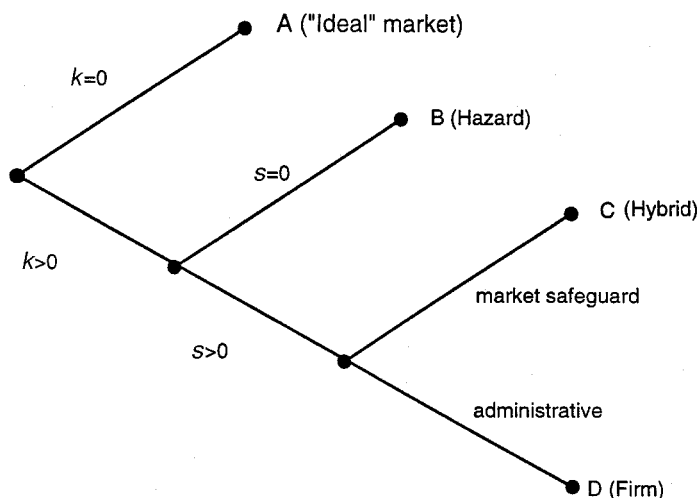 A ("Ideal" market)
k=0
B (Hazard)
s=0
C (Hybrid)
k>0
market safeguard
s>0
administrative
D (Firm)